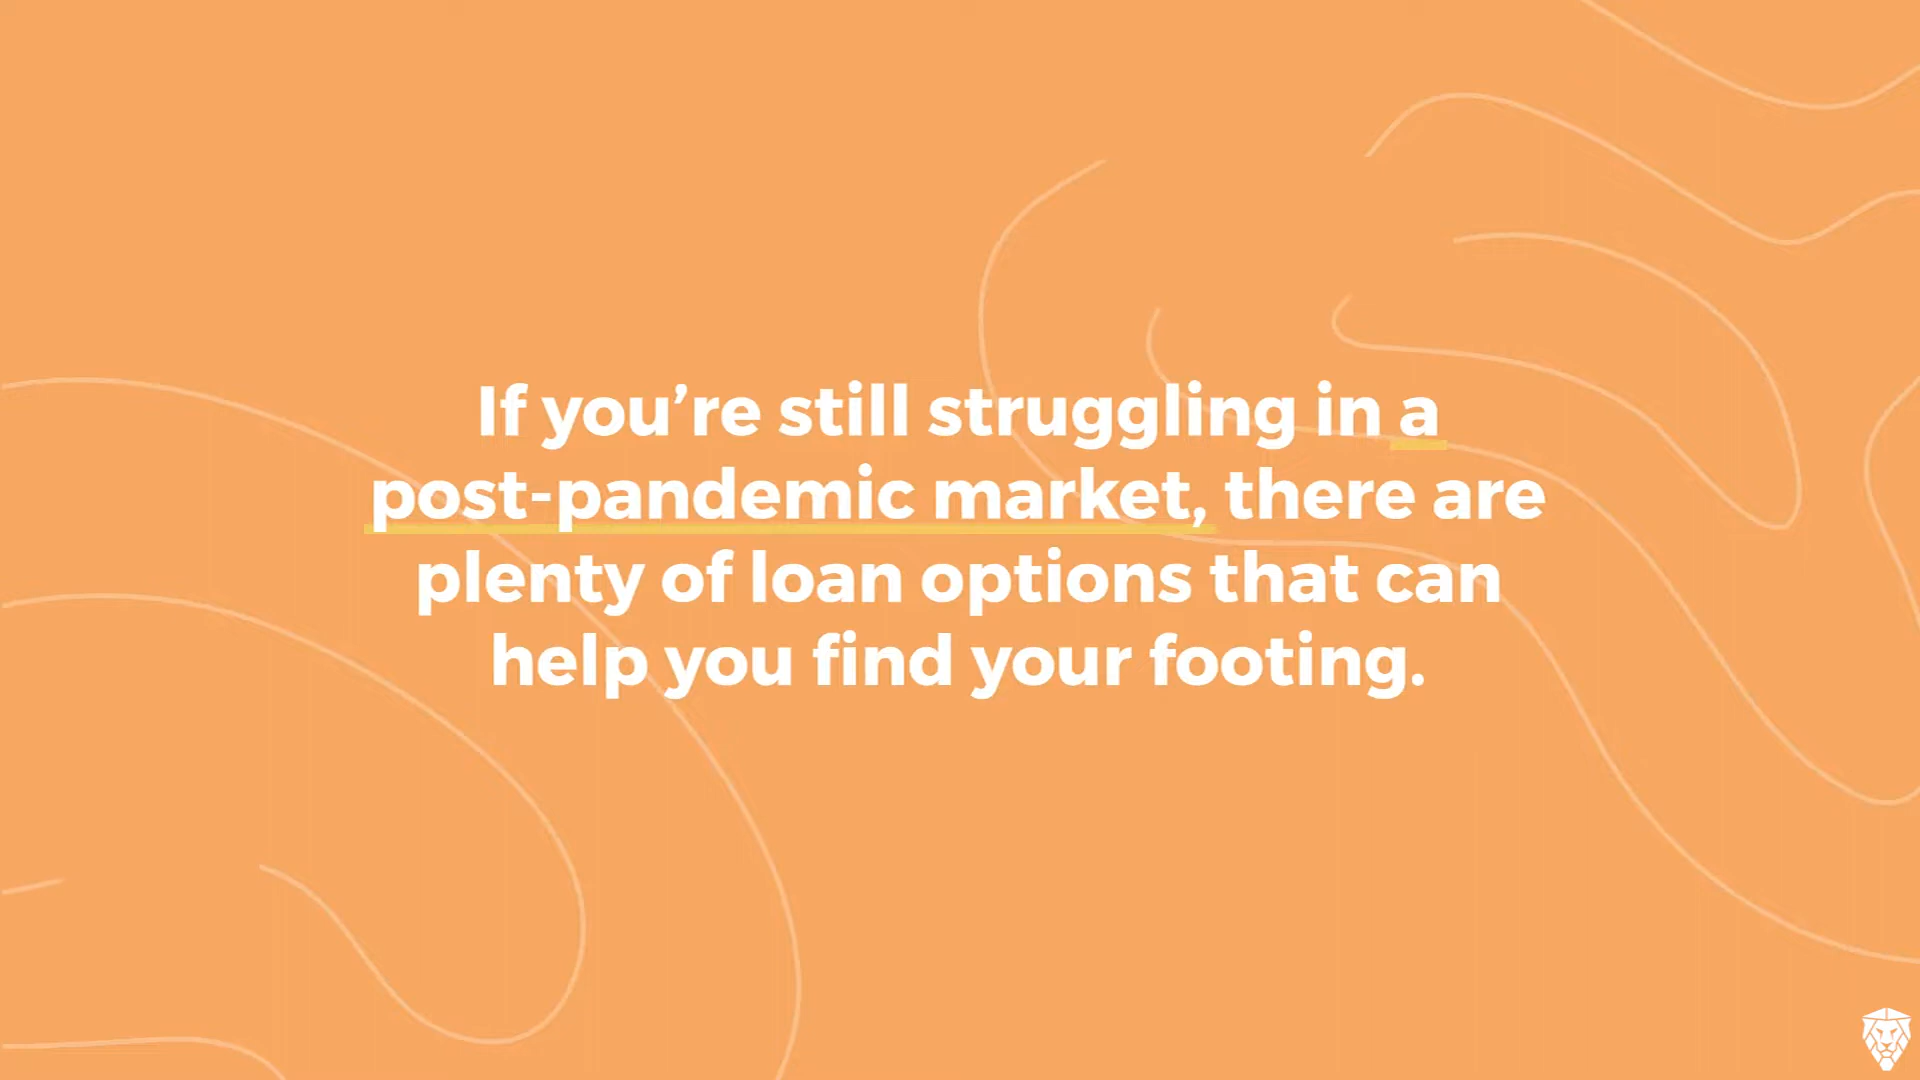 If you’re still struggling in a
post-pandemic market, there are
plenty of loan options that can
help you find your footing.